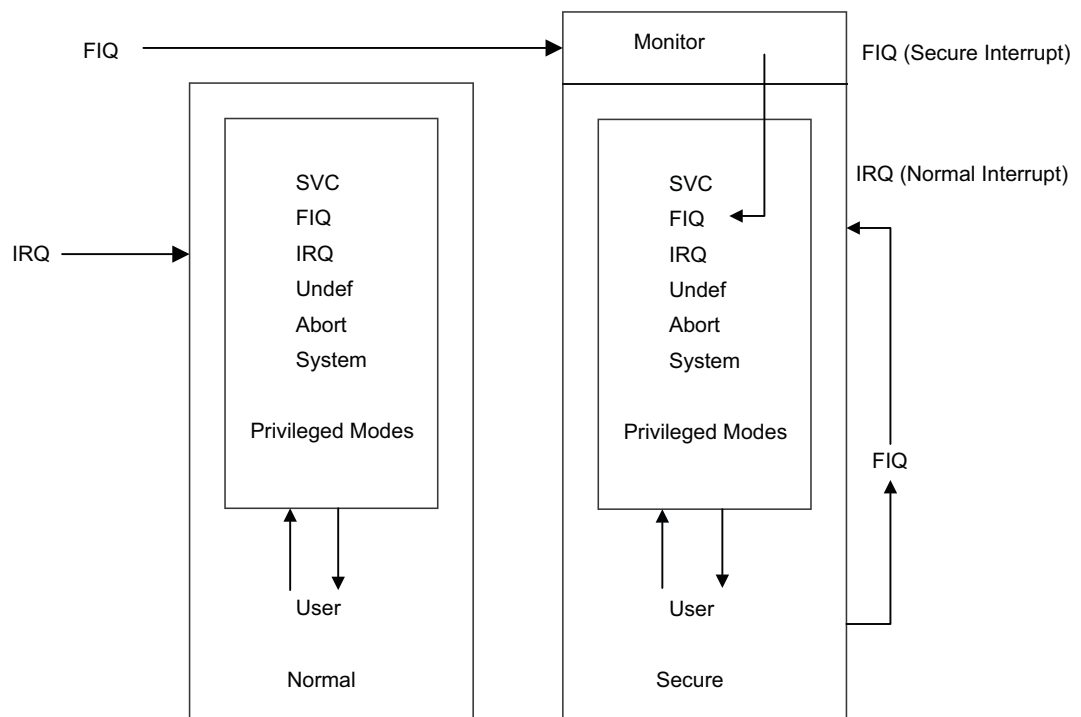 FIQ
Monitor
FIQ (Secure Interrupt)
IRQ
SVC
FIQ
IRQ
Undef
Abort
System
Privileged Modes
User
Normal
SVC
FIQ
IRQ
Undef
Abort
System
Privileged Modes
User
Secure
IRQ (Normal Interrupt)
FIQ